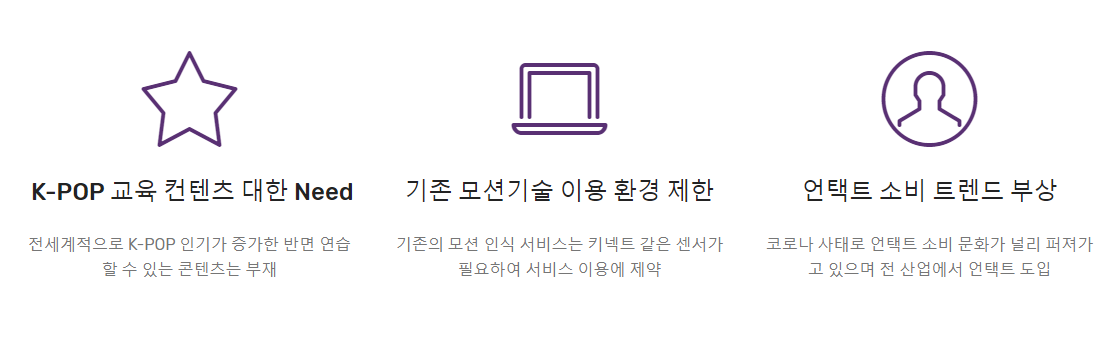 K-POP 교육 컨텐츠 대한 Need
전세계적으로 K-POP 인기가 증가한 반면 연습
할 수 있는 콘텐츠는 부재
기존 모션기술 이용 환경 제한
기존의 모션 인식 서비스는 키넥트 같은 센서가
필요하여 서비스 이용에 제약
언택트 소비 트렌드 부상
코로나 사태로 언택트 소비 문화가 널리 퍼져가
고 있으며 전 산업에서 언택트 도입